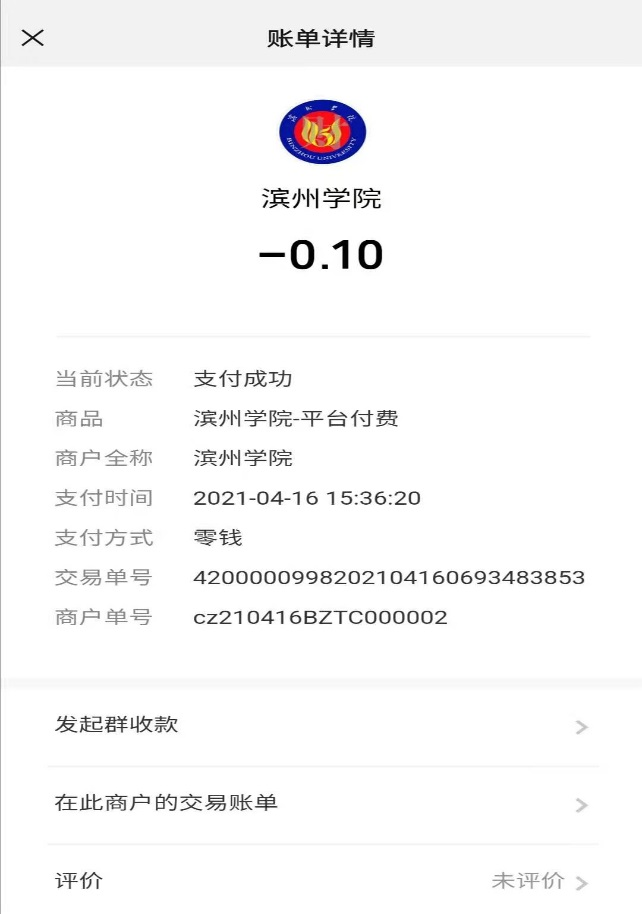 账单详情
BINZHOU UNIVERSITY
滨州学院
-0.10
当前状态 支付成功
商品 滨州学院-平台付费
商户全称 滨州学院
支付时间 2021-04-16 15:36:20
支付方式 零钱
交易单号 4200000998202104160693483853
商户单号 cz210416BZTC000002
发起群收款
在此商户的交易账单
评价 未评价